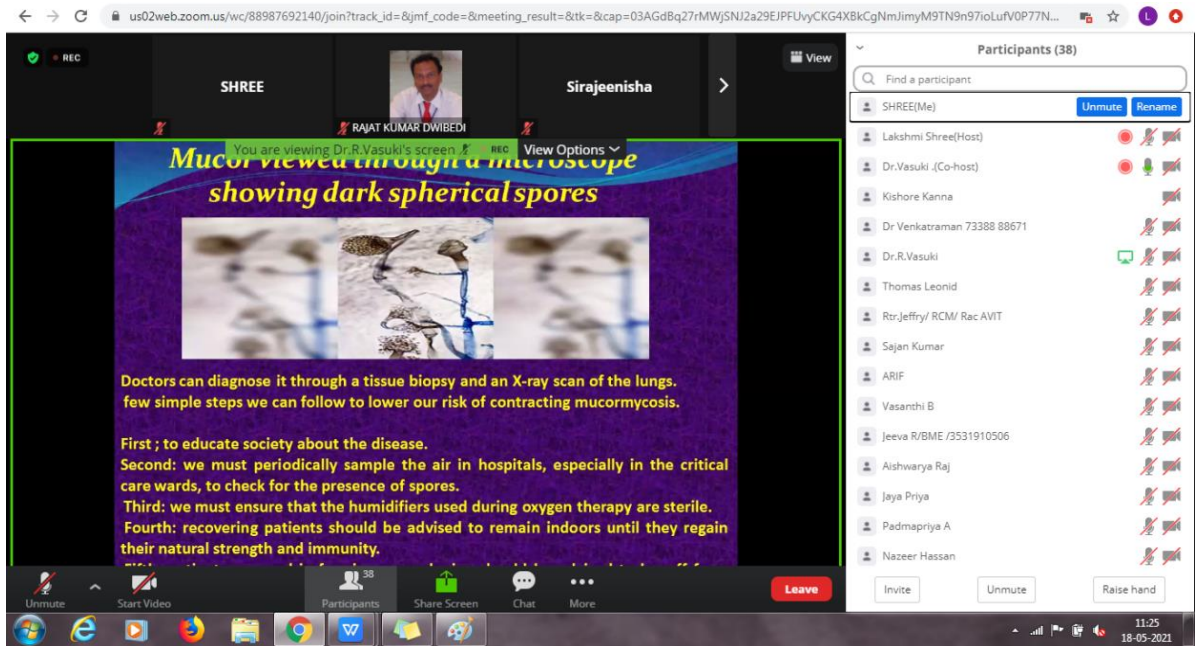 us02web.zoom.us/wc/88987692140/join?track_id=&jmf_code=&meeting_result=&tk=&cap=03AGdBq27rMWjSNJ2a29EJPFUvyCKG4XBkCgNmJimyM9TN9n97ioLufV0P77N...
L
REC
SHREE
RAJAT KUMAR DWIBEDI
Sirajeenisha
View
You are viewing Dr.R.Vasuki's screen
REC
View Options
Mucor viewed through a microscope
showing dark spherical spores
Doctors can diagnose it through a tissue biopsy and an X-ray scan of the lungs.
few simple steps we can follow to lower our risk of contracting mucormycosis.
First ; to educate society about the disease.
Second: we must periodically sample the air in hospitals, especially in the critical
care wards, to check for the presence of spores.
Third: we must ensure that the humidifiers used during oxygen therapy are sterile.
Fourth: recovering patients should be advised to remain indoors until they regain
their natural strength and immunity.
Participants (38)
Find a participant
SHREE(Me) Unmute Rename
Lakshmi Shree(Host)
Dr.Vasuki .(Co-host)
Kishore Kanna
Dr Venkatraman 73388 88671
Dr.R.Vasuki
Thomas Leonid
Rtr.Jeffry/ RCM/ Rac AVIT
Sajan Kumar
ARIF
Vasanthi B
Jeeva R/BME /3531910506
Aishwarya Raj
Jaya Priya
Padmapriya A
Nazeer Hassan
Invite Unmute Raise hand
Unmute Start Video Participants 38 Share Screen Chat More Leave
11:25
18-05-2021